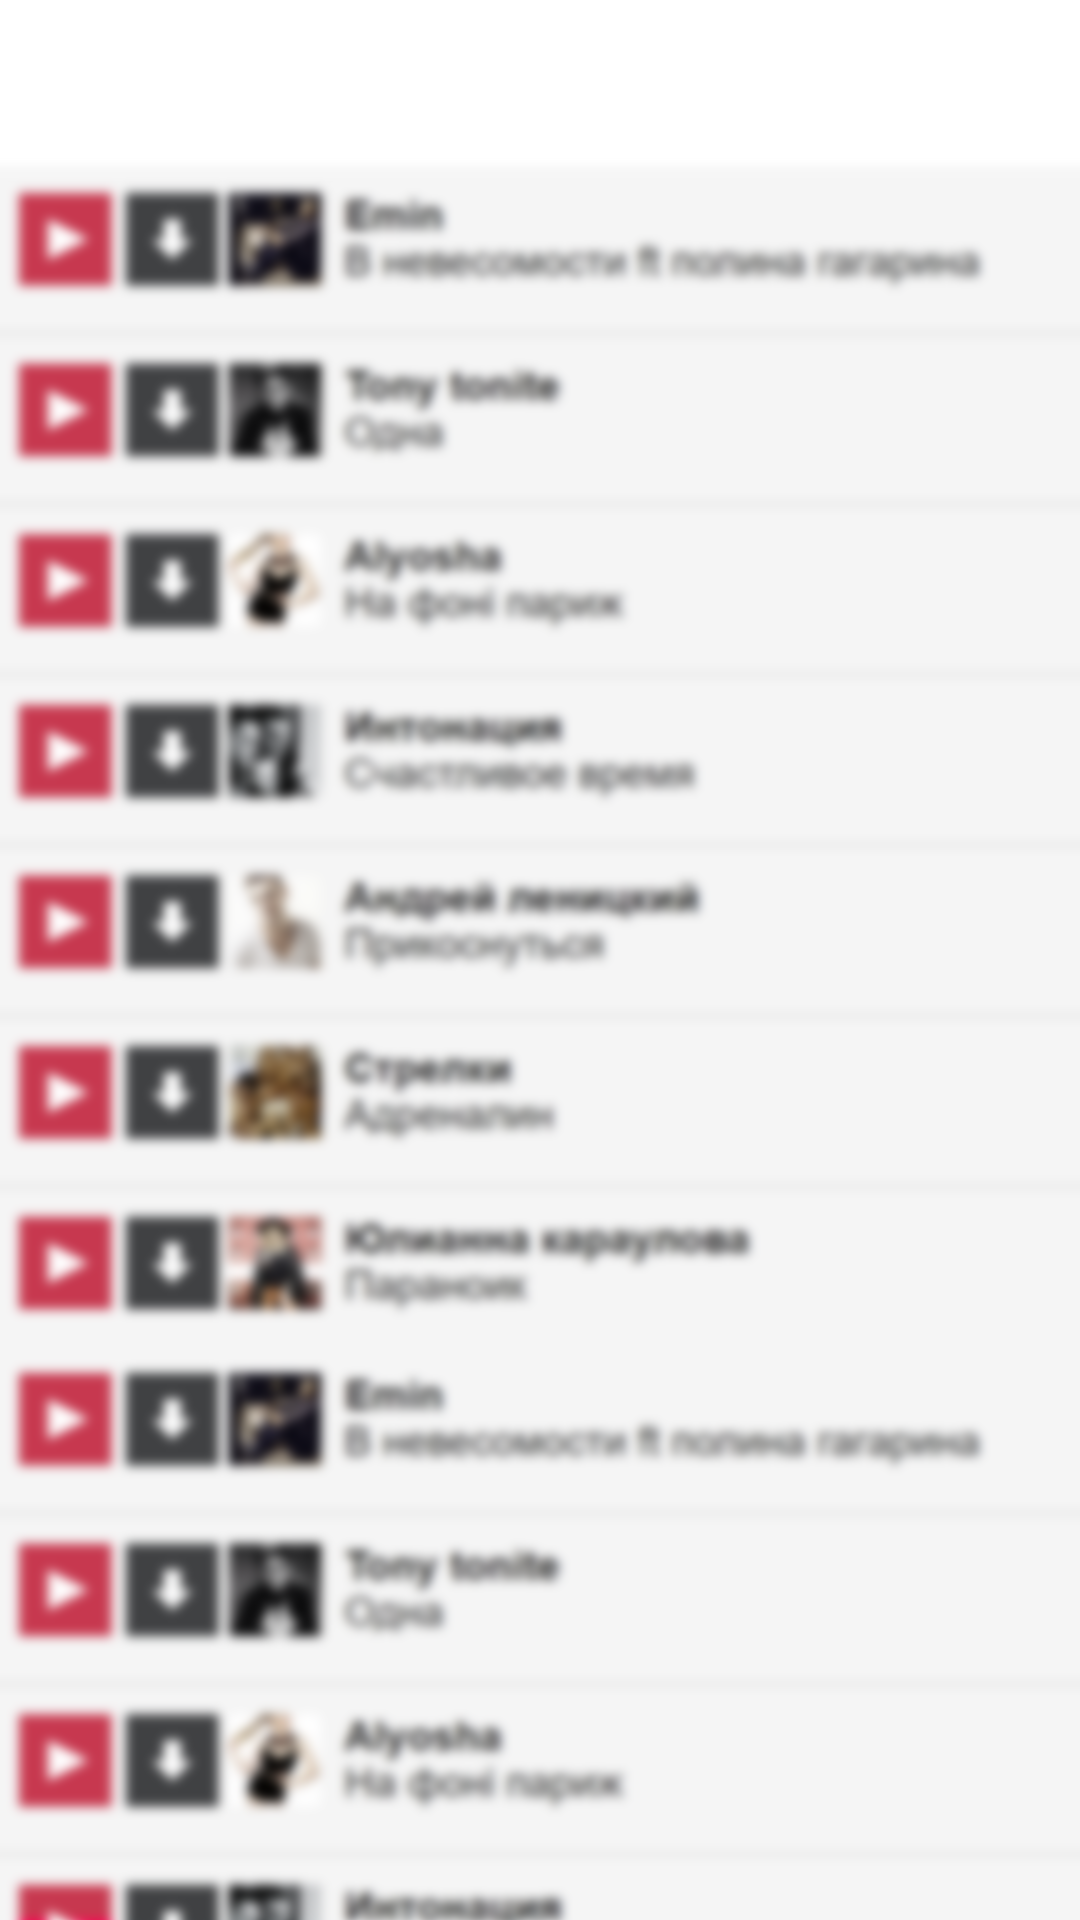 Emin
В невесомости ft полина гагарина
Tony tonite
Одна
Alyosha
На фоні париж
Интонация
Счастливое время
Андрей леницкий
Прикоснуться
Стрелки
Адреналин
Юлианна караулова
Параноик
Emin
В невесомости ft полина гагарина
Tony tonite
Одна
Alyosha
На фоні париж
Интонация